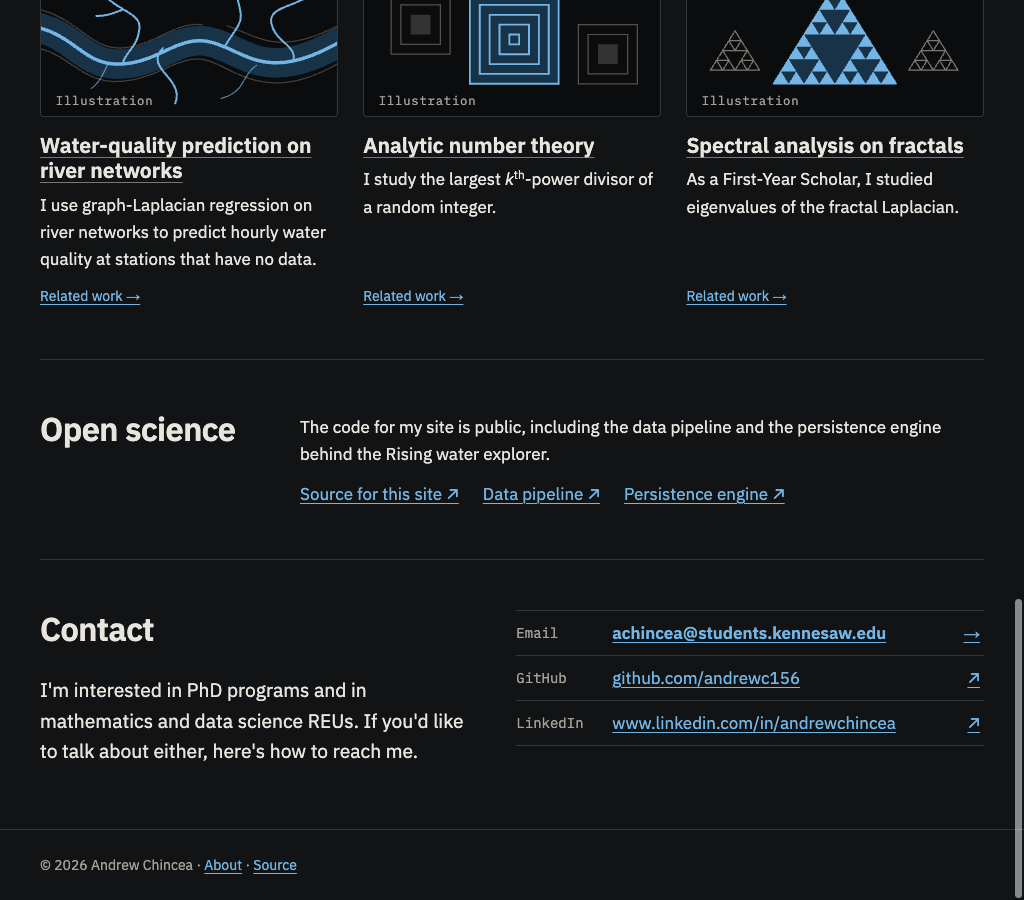 Illustration
Illustration
Illustration
Water-quality prediction on
river networks
I use graph-Laplacian regression on
river networks to predict hourly water
quality at stations that have no data.
Related work →
Analytic number theory
I study the largest kth-power divisor of
a random integer.
Related work →
Spectral analysis on fractals
As a First-Year Scholar, I studied
eigenvalues of the fractal Laplacian.
Related work →
Open science
The code for my site is public, including the data pipeline and the persistence engine
behind the Rising water explorer.
Source for this site ↗ Data pipeline ↗ Persistence engine ↗
Contact
I'm interested in PhD programs and in
mathematics and data science REUs. If you'd like
to talk about either, here's how to reach me.
Email achincea@students.kennesaw.edu →
GitHub github.com/andrewc156 ↗
LinkedIn www.linkedin.com/in/andrewchincea ↗
© 2026 Andrew Chincea · About · Source